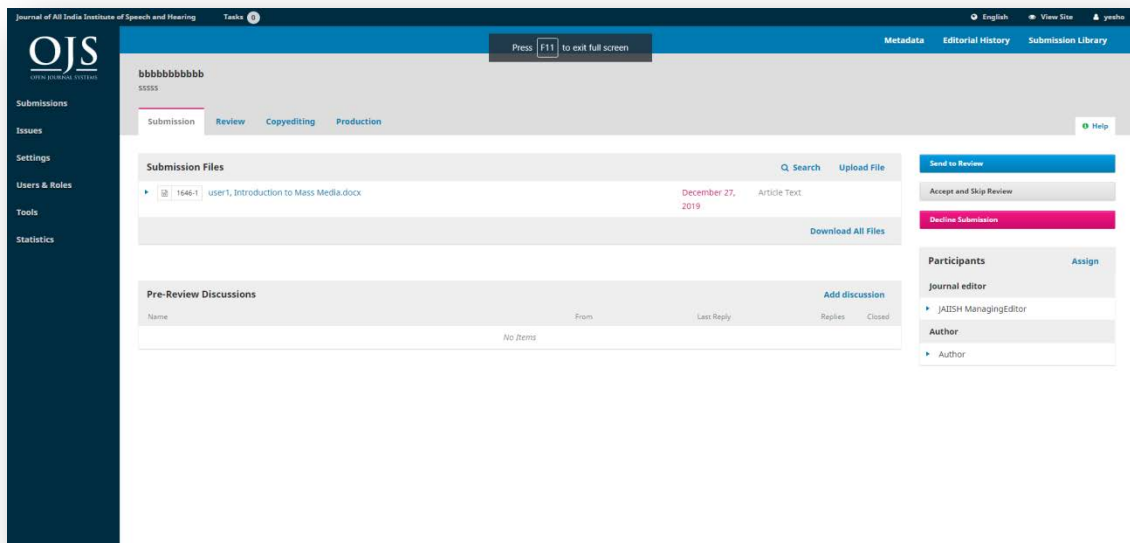 Journal of All India Institute of Speech and Hearing Tasks 0 English View Site yesho
OJS
OPEN JOURNAL SYSTEMS
Press F11 to exit full screen
Metadata Editorial History Submission Library
bbbbbbbbbbb
sssss
Submissions
Issues
Settings
Users & Roles
Tools
Statistics
Submission Review Copyediting Production
Help
Submission Files Search Upload File
1646-1 user1, Introduction to Mass Media.docx December 27, 2019 Article Text
Download All Files
Pre-Review Discussions Add discussion
Name From Last Reply Replies Closed
No Items
Send to Review
Accept and Skip Review
Decline Submission
Participants Assign
Journal editor
JAIISH ManagingEditor
Author
Author